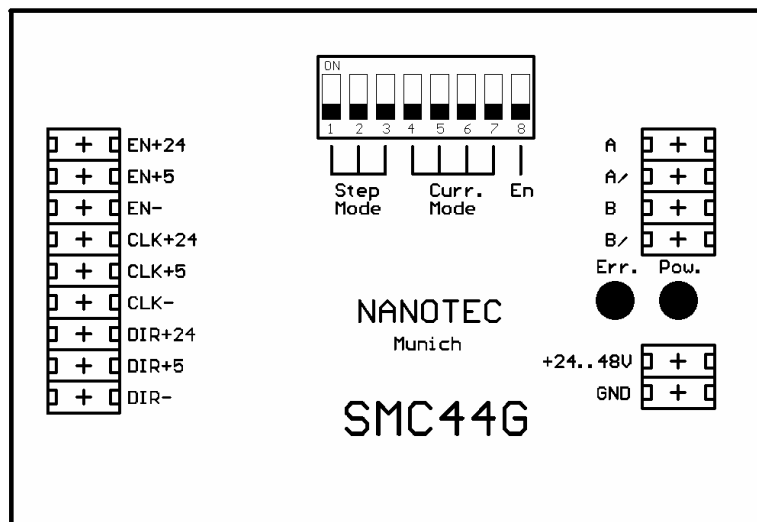 ON
1 2 3 4 5 6 7 8
Step Mode
Curr. Mode
En
EN+24
EN+5
EN-
CLK+24
CLK+5
CLK-
DIR+24
DIR+5
DIR-
A
A/
B
B/
Err. Pow.
NANOTEC
Munich
SMC44G
+24..48V
GND